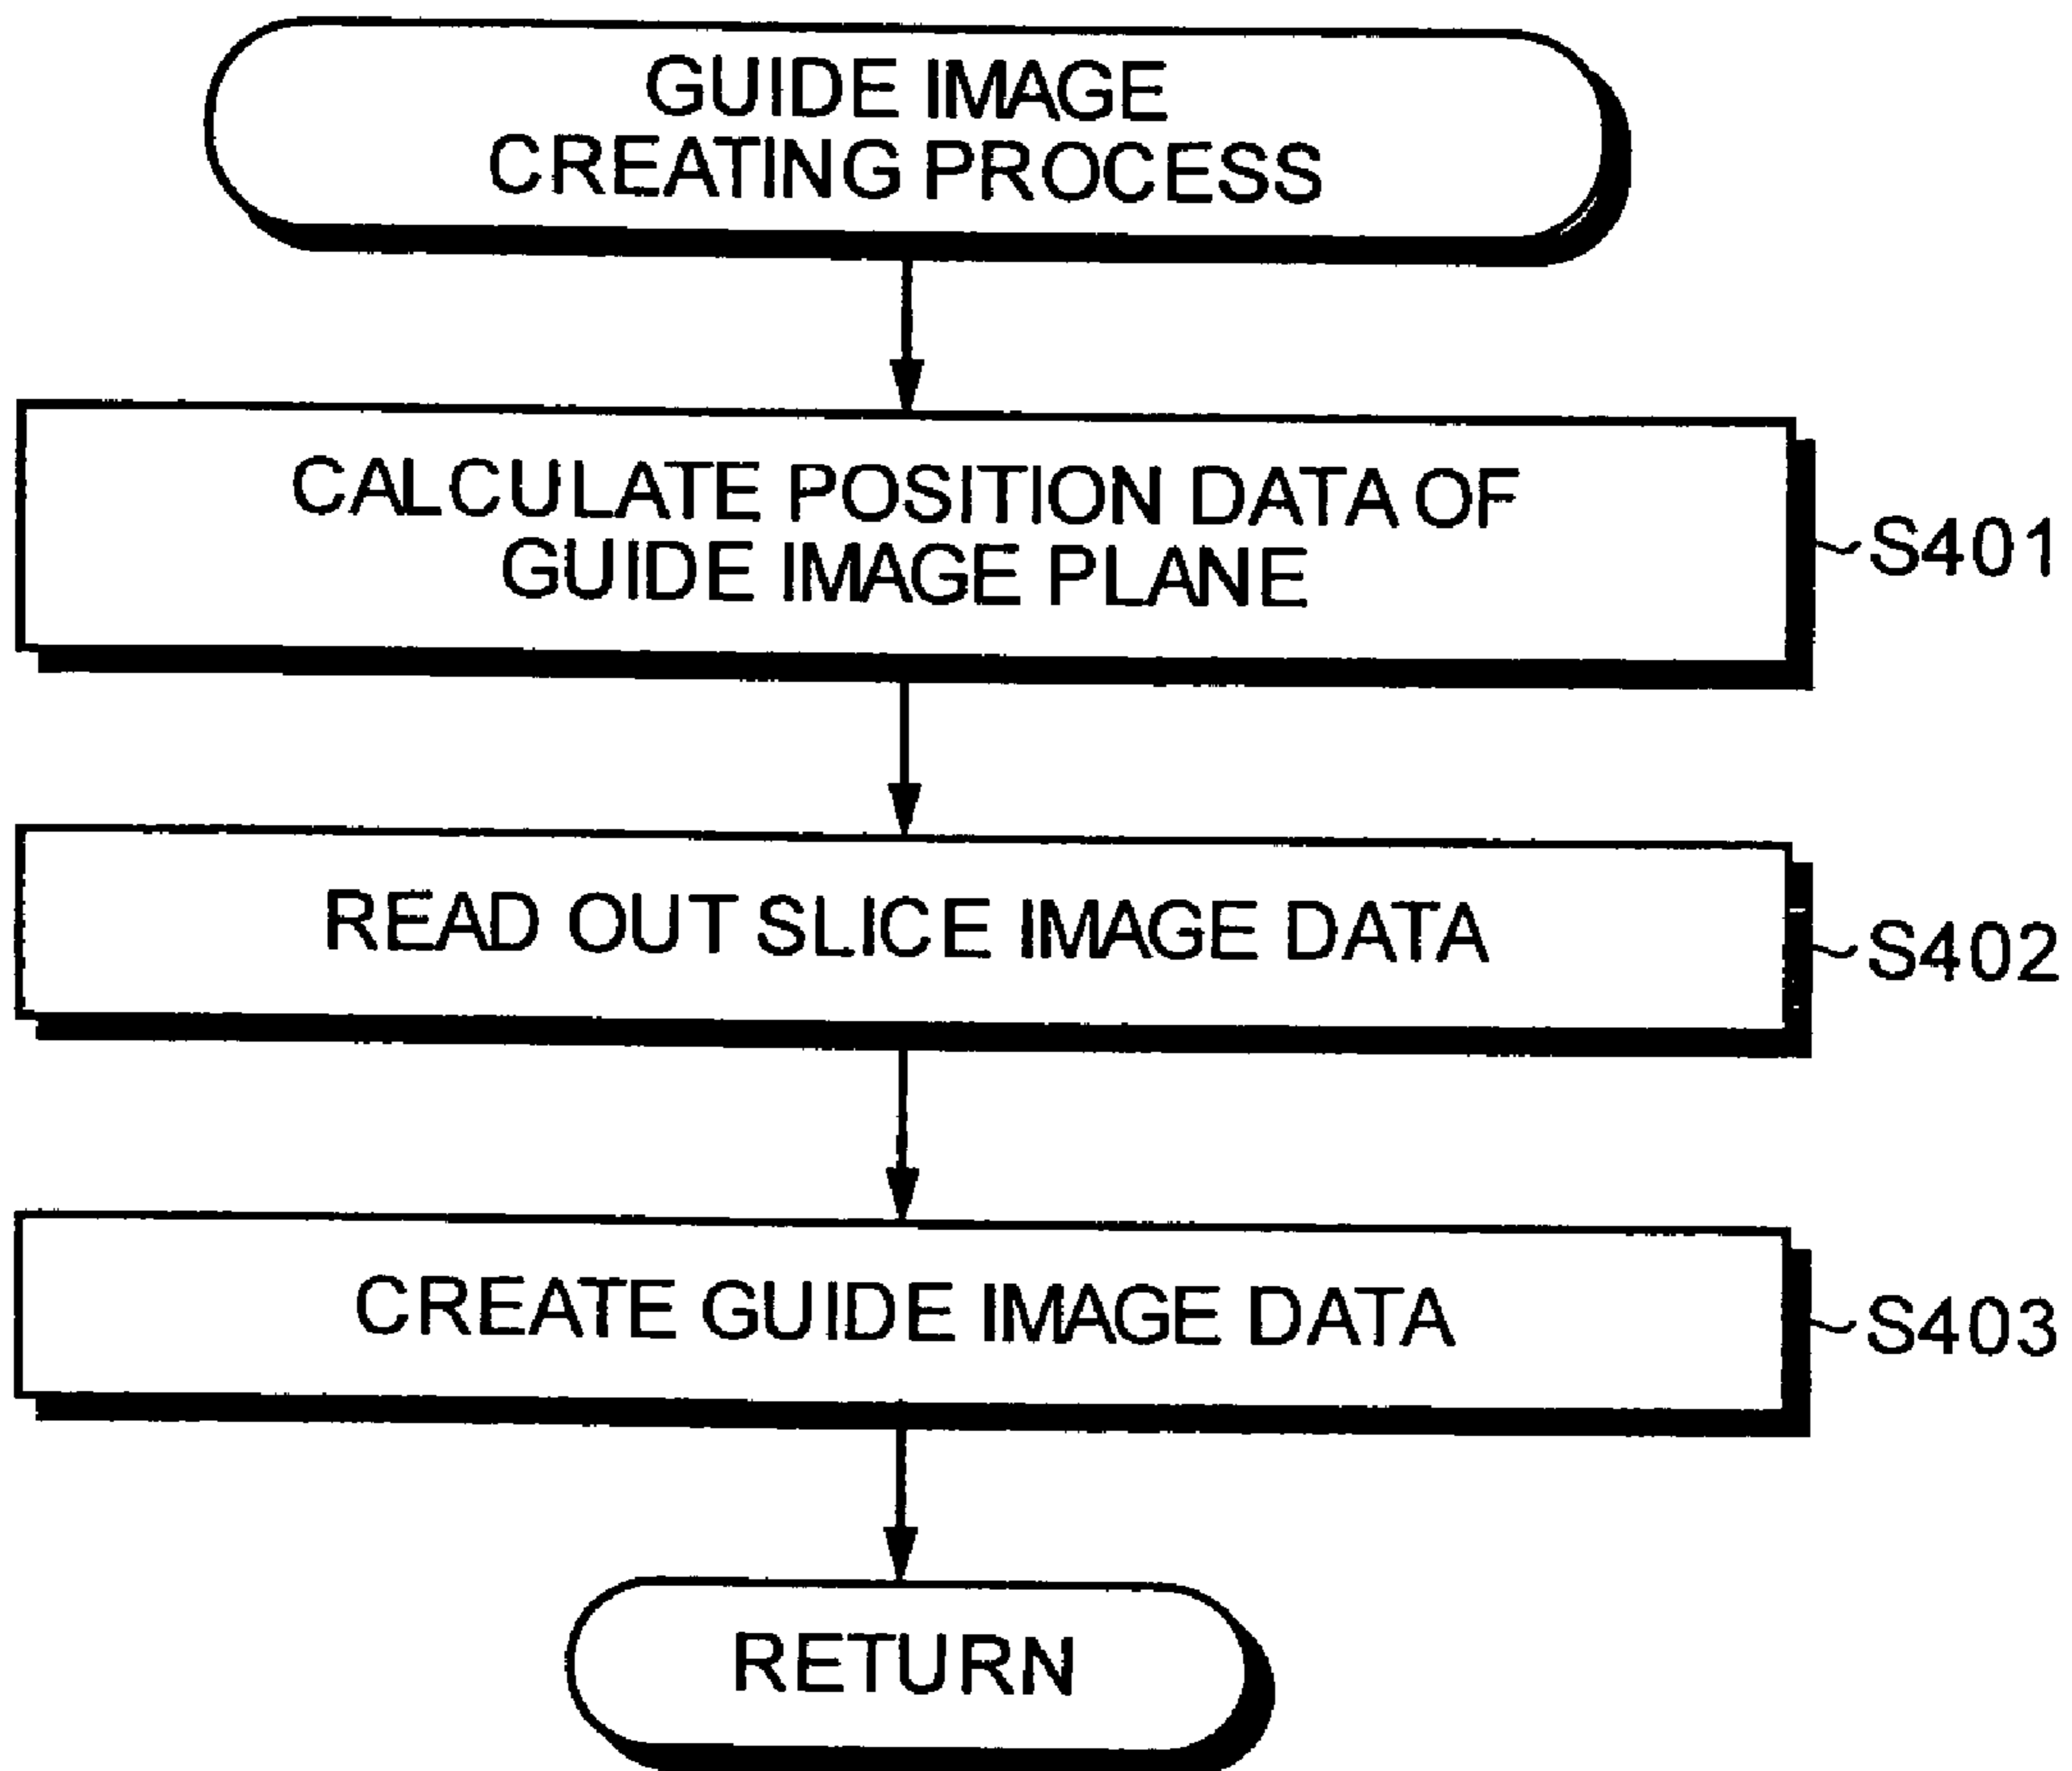 GUIDE IMAGE
CREATING PROCESS
CALCULATE POSITION DATA OF
GUIDE IMAGE PLANE
S401
READ OUT SLICE IMAGE DATA
S402
CREATE GUIDE IMAGE DATA
S403
RETURN